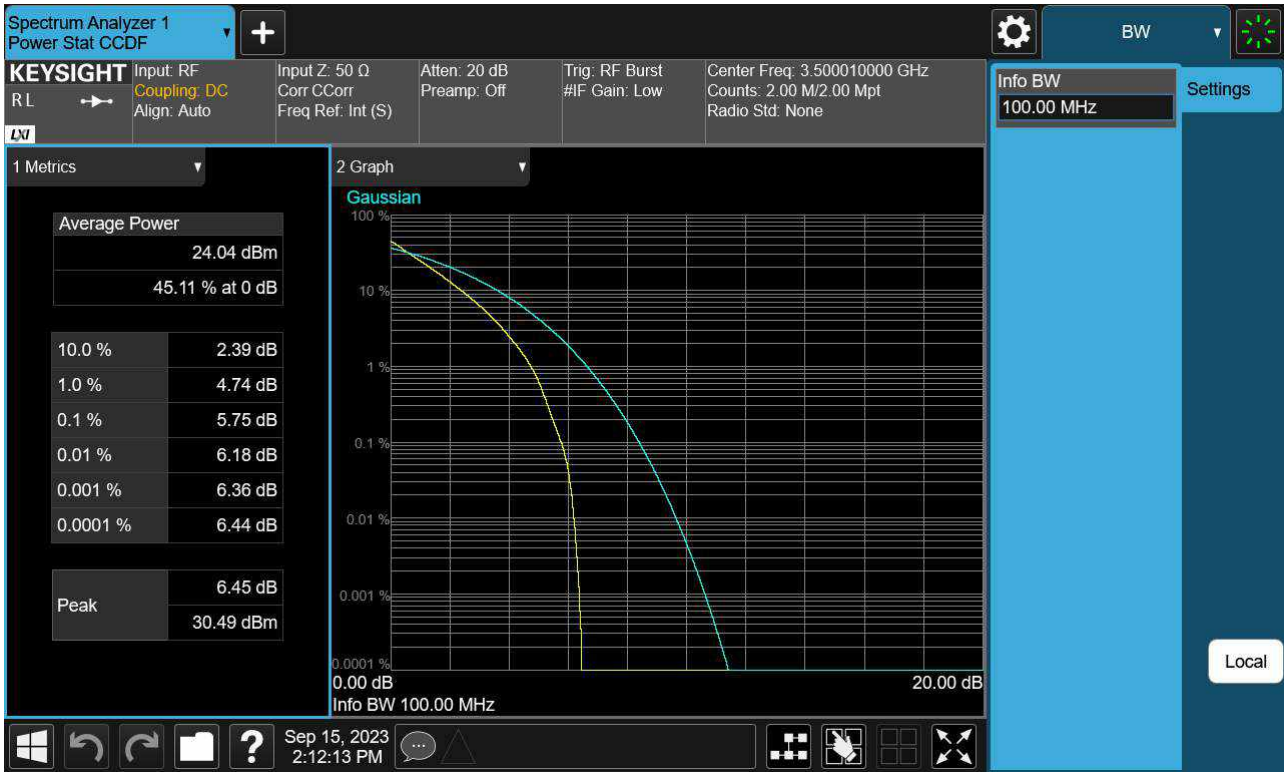 Spectrum Analyzer 1
Power Stat CCDF
+
BW
KEYSIGHT
RL
LXI
Input: RF
Coupling: DC
Align: Auto
Input Z: 50 Ω
Corr CCorr
Freq Ref: Int (S)
Atten: 20 dB
Preamp: Off
Trig: RF Burst
#IF Gain: Low
Center Freq: 3.500010000 GHz
Counts: 2.00 M/2.00 Mpt
Radio Std: None
Info BW
100.00 MHz
Settings
1 Metrics
Average Power
24.04 dBm
45.11 % at 0 dB
10.0 % 2.39 dB
1.0 % 4.74 dB
0.1 % 5.75 dB
0.01 % 6.18 dB
0.001 % 6.36 dB
0.0001 % 6.44 dB
Peak
6.45 dB
30.49 dBm
2 Graph
Gaussian
100 %
10 %
1 %
0.1 %
0.01 %
0.001 %
0.0001 %
0.00 dB 20.00 dB
Info BW 100.00 MHz
Local
?
Sep 15, 2023
2:12:13 PM